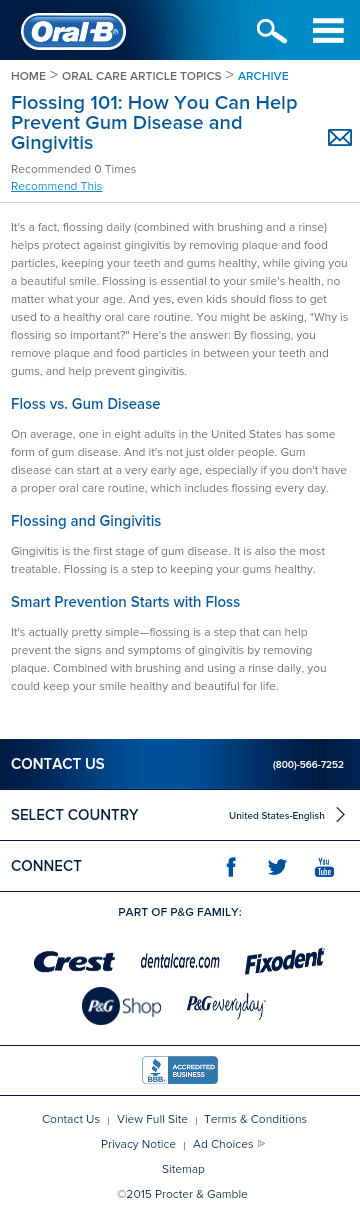 Oral-B
HOME > ORAL CARE ARTICLE TOPICS > ARCHIVE
Flossing 101: How You Can Help
Prevent Gum Disease and
Gingivitis
Recommended 0 Times
Recommend This
It's a fact, flossing daily (combined with brushing and a rinse)
helps protect against gingivitis by removing plaque and food
particles, keeping your teeth and gums healthy, while giving you
a beautiful smile. Flossing is essential to your smile's health, no
matter what your age. And yes, even kids should floss to get
used to a healthy oral care routine. You might be asking, "Why is
flossing so important?" Here's the answer: By flossing, you
remove plaque and food particles in between your teeth and
gums, and help prevent gingivitis.
Floss vs. Gum Disease
On average, one in eight adults in the United States has some
form of gum disease. And it's not just older people. Gum
disease can start at a very early age, especially if you don't have
a proper oral care routine, which includes flossing every day.
Flossing and Gingivitis
Gingivitis is the first stage of gum disease. It is also the most
treatable. Flossing is a step to keeping your gums healthy.
Smart Prevention Starts with Floss
It's actually pretty simple—flossing is a step that can help
prevent the signs and symptoms of gingivitis by removing
plaque. Combined with brushing and using a rinse daily, you
could keep your smile healthy and beautiful for life.
CONTACT US (800)-566-7252
SELECT COUNTRY United States-English
CONNECT f You Tube
PART OF P&G FAMILY:
Crest dentalcare.com Fixodent
P&G Shop P&G everyday
BBB. ACCREDITED BUSINESS
Contact Us | View Full Site | Terms & Conditions
Privacy Notice | Ad Choices
Sitemap
©2015 Procter & Gamble